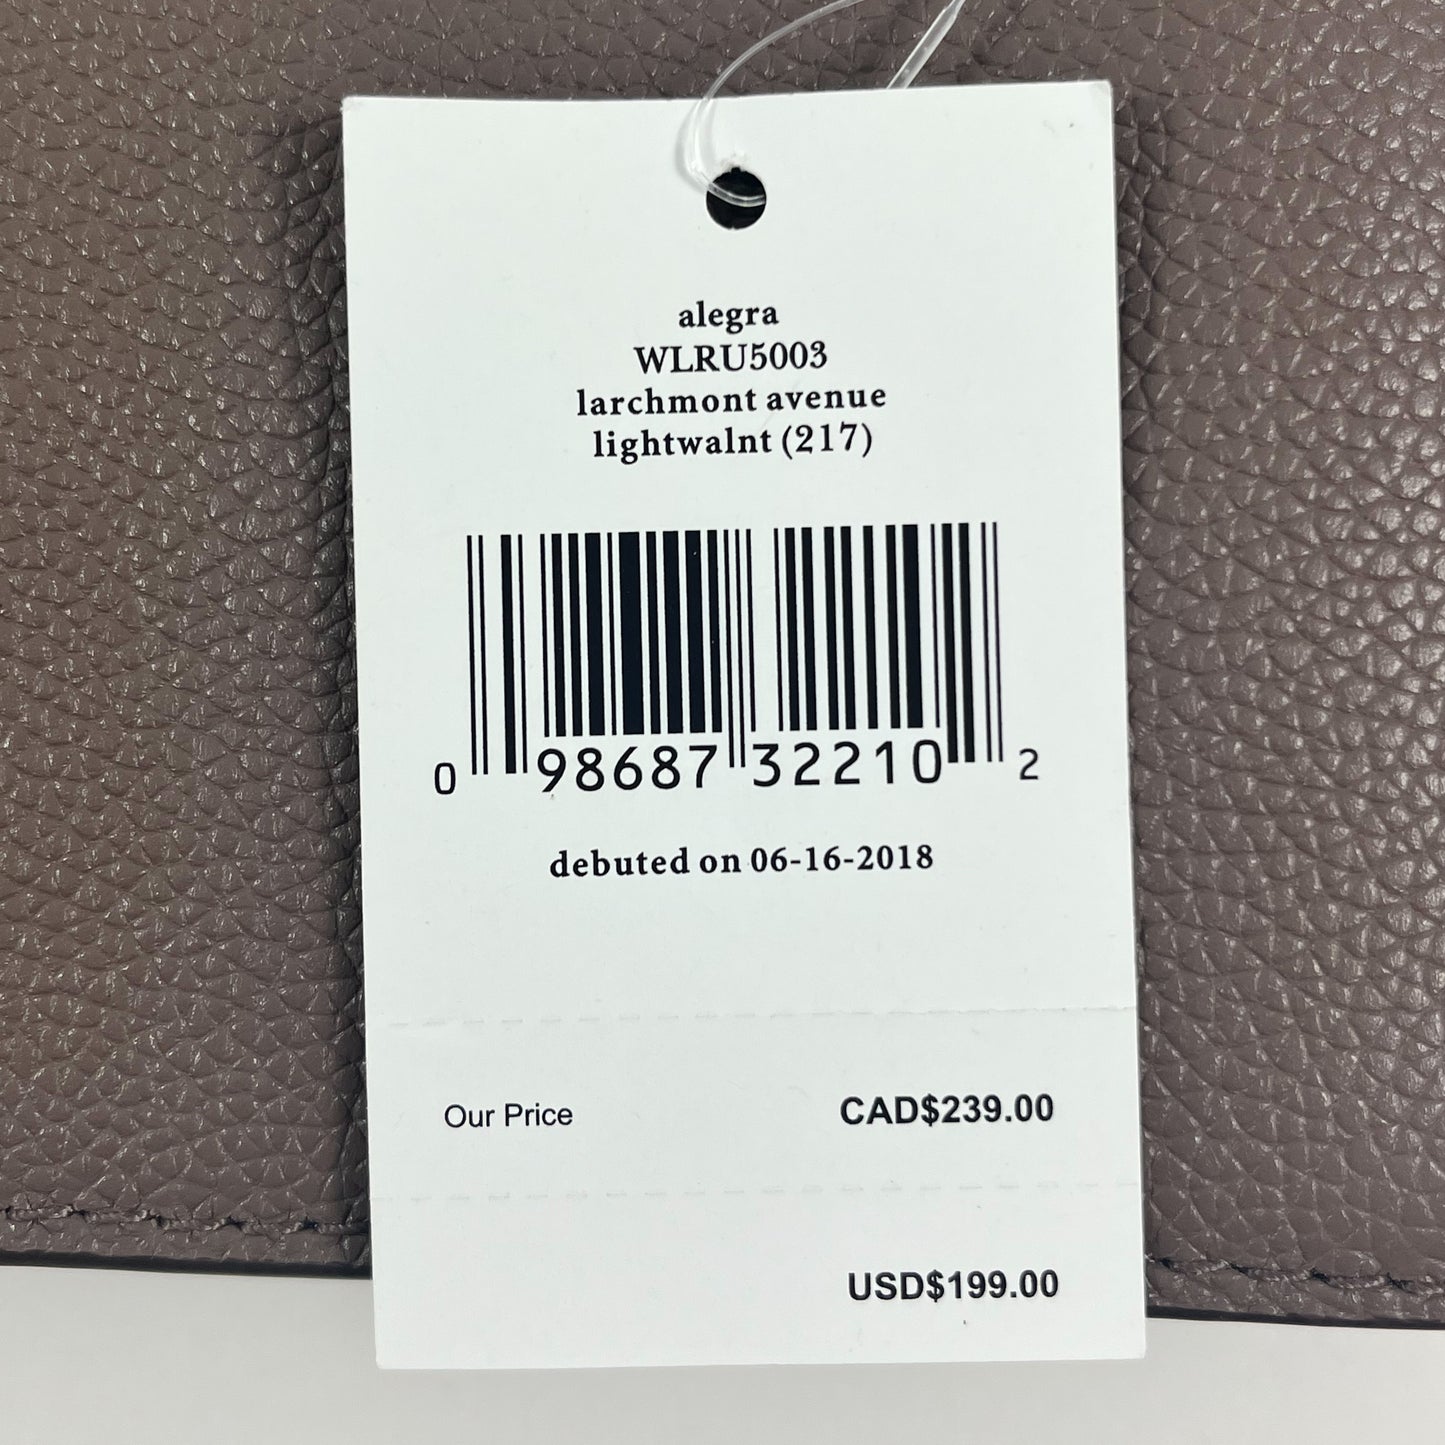 alegra
WLRU5003
larchmont avenue
lightwalnt (217)
0 98687 32210 2
debuted on 06-16-2018
Our Price CAD$239.00
USD$199.00